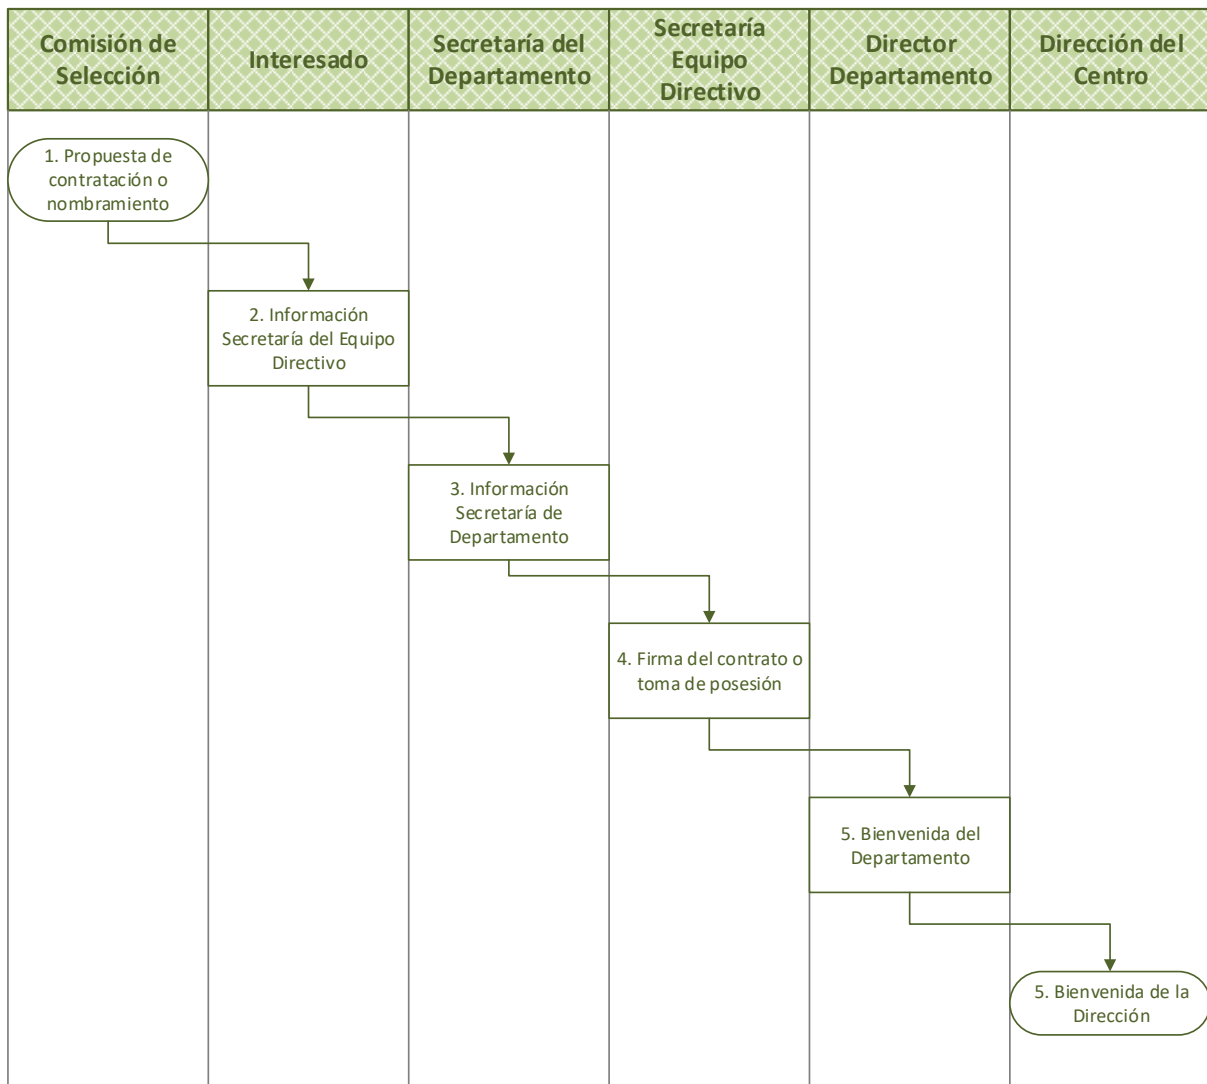 Comisión de
Selección
Interesado
Secretaría del
Departamento
Secretaría
Equipo
Directivo
Director
Departamento
Dirección del
Centro
1. Propuesta de
contratación o
nombramiento
2. Información
Secretaría del Equipo
Directivo
3. Información
Secretaría de
Departamento
4. Firma del contrato o
toma de posesión
5. Bienvenida del
Departamento
5. Bienvenida de la
Dirección